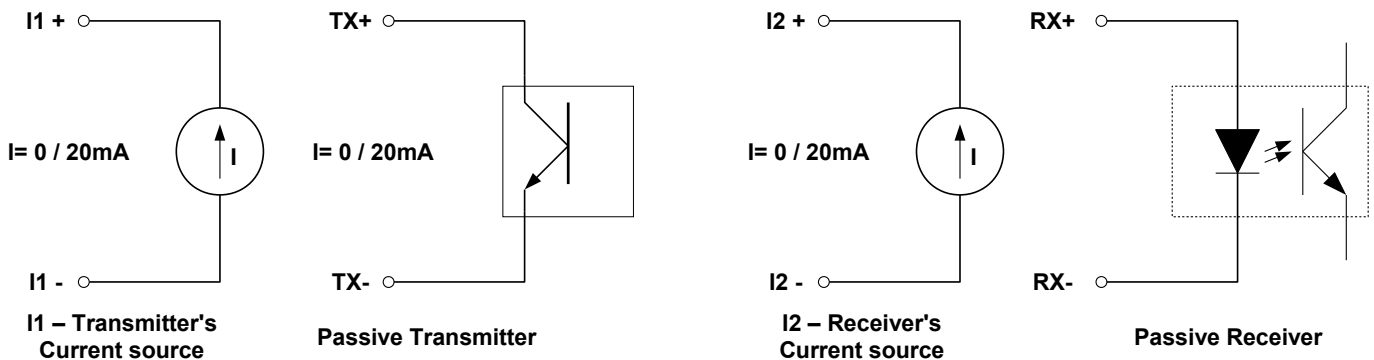 I1 +
TX+
I2 +
RX+
I= 0 / 20mA
I
I= 0 / 20mA
I= 0 / 20mA
I
I1 -
TX-
I2 -
RX-
I1 – Transmitter's
Current source
Passive Transmitter
I2 – Receiver's
Current source
Passive Receiver